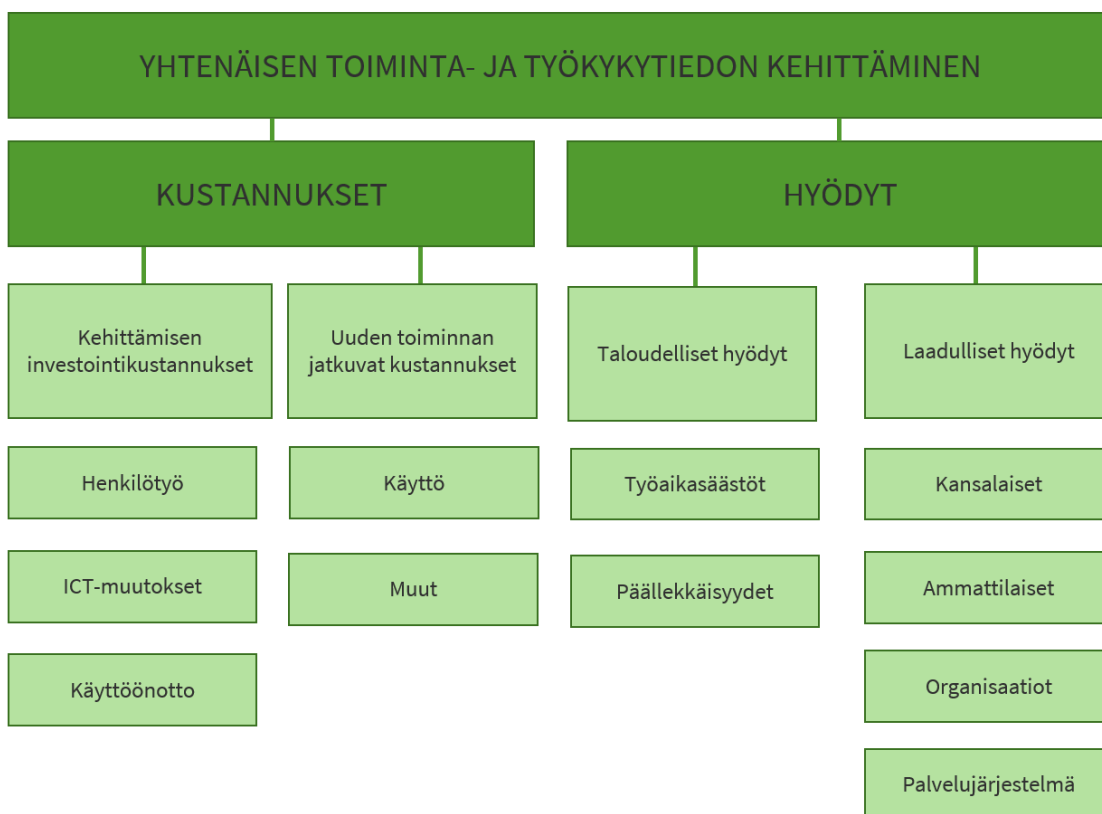 YHTENÄISEN TOIMINTA- JA TYÖKYKYTIEDON KEHITTÄMINEN
KUSTANNUKSET
HYÖDYT
Kehittämisen
investointikustannukset
Uuden toiminnan
jatkuvat kustannukset
Taloudelliset hyödyt
Laadulliset hyödyt
Henkilötyö
Käyttö
Työaikasäästöt
Kansalaiset
ICT-muutokset
Muut
Päällekkäisyydet
Ammattilaiset
Käyttöönotto
Organisaatiot
Palvelujärjestelmä